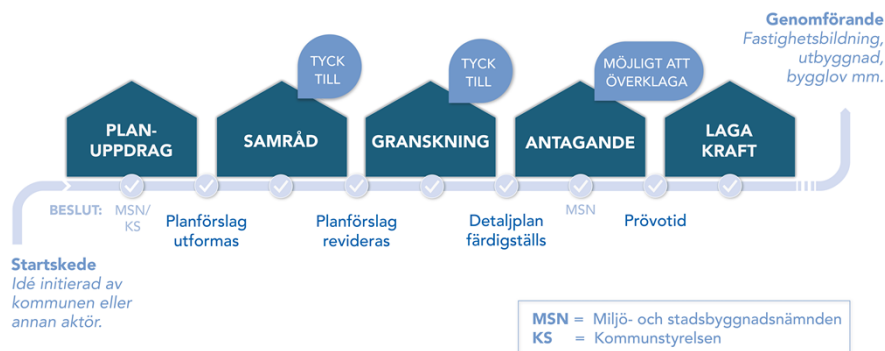 Genomförande
Fastighetsbildning,
utbyggnad,
bygglov mm.
TYCK
TILL
TYCK
TILL
MÖJLIGT ATT
ÖVERKLAGA
PLAN-
UPPDRAG
SAMRÅD
GRANSKNING
ANTAGANDE
LAGA
KRAFT
BESLUT:
MSN/
KS
Planförslag
utformas
Planförslag
revideras
Detaljplan
färdigställs
MSN
Prövotid
Startskede
Idé initierad av
kommunen eller
annan aktör.
MSN = Miljö- och stadsbyggnadsnämnden
KS = Kommunstyrelsen